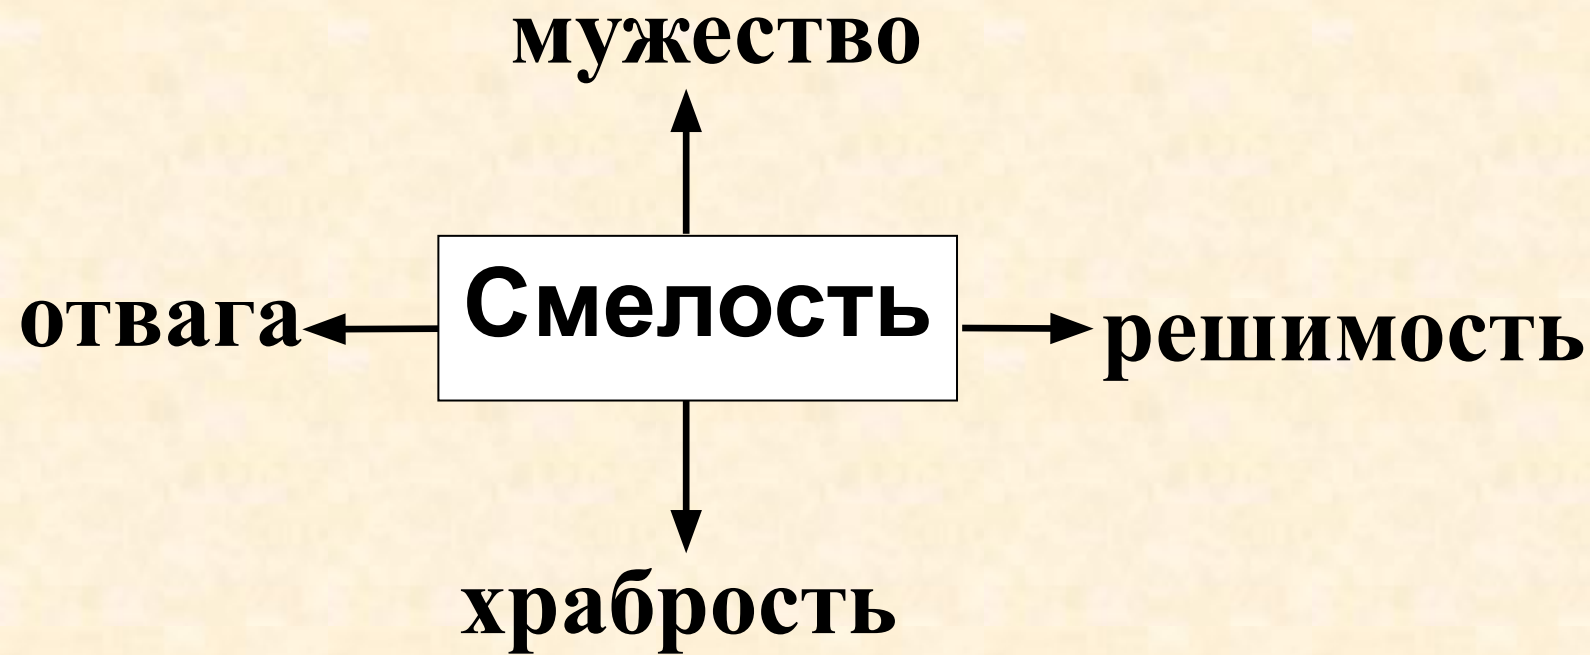 мужество
отвага
Смелость
решимость
храбрость